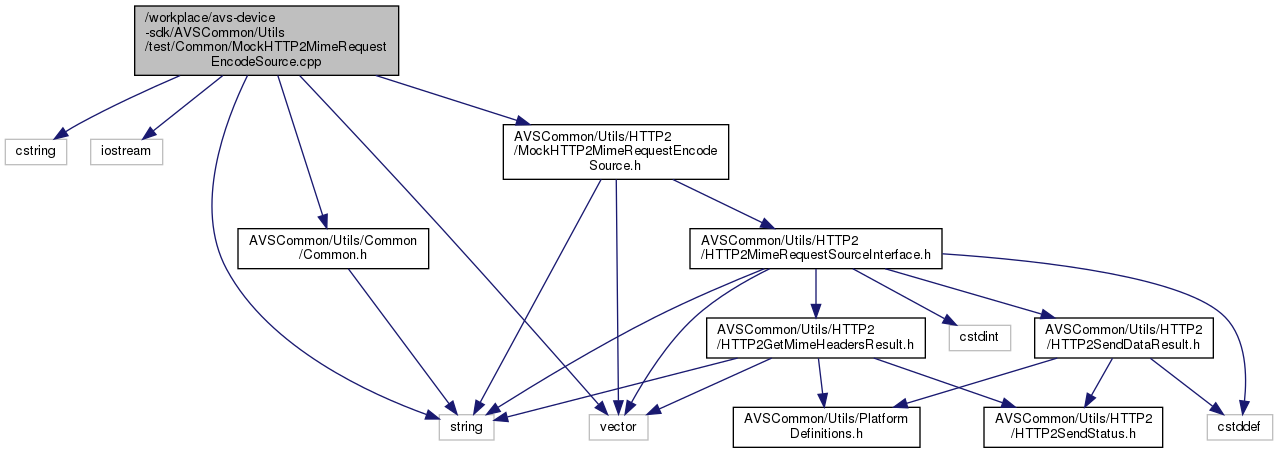 /workplace/avs-device
-sdk/AVSCommon/Utils
/test/Common/MockHTTP2MimeRequest
EncodeSource.cpp
cstring
iostream
AVSCommon/Utils/HTTP2
/MockHTTP2MimeRequestEncode
Source.h
AVSCommon/Utils/Common
/Common.h
AVSCommon/Utils/HTTP2
/HTTP2MimeRequestSourceInterface.h
AVSCommon/Utils/HTTP2
/HTTP2GetMimeHeadersResult.h
cstdint
AVSCommon/Utils/HTTP2
/HTTP2SendDataResult.h
string
vector
AVSCommon/Utils/Platform
Definitions.h
AVSCommon/Utils/HTTP2
/HTTP2SendStatus.h
cstddef